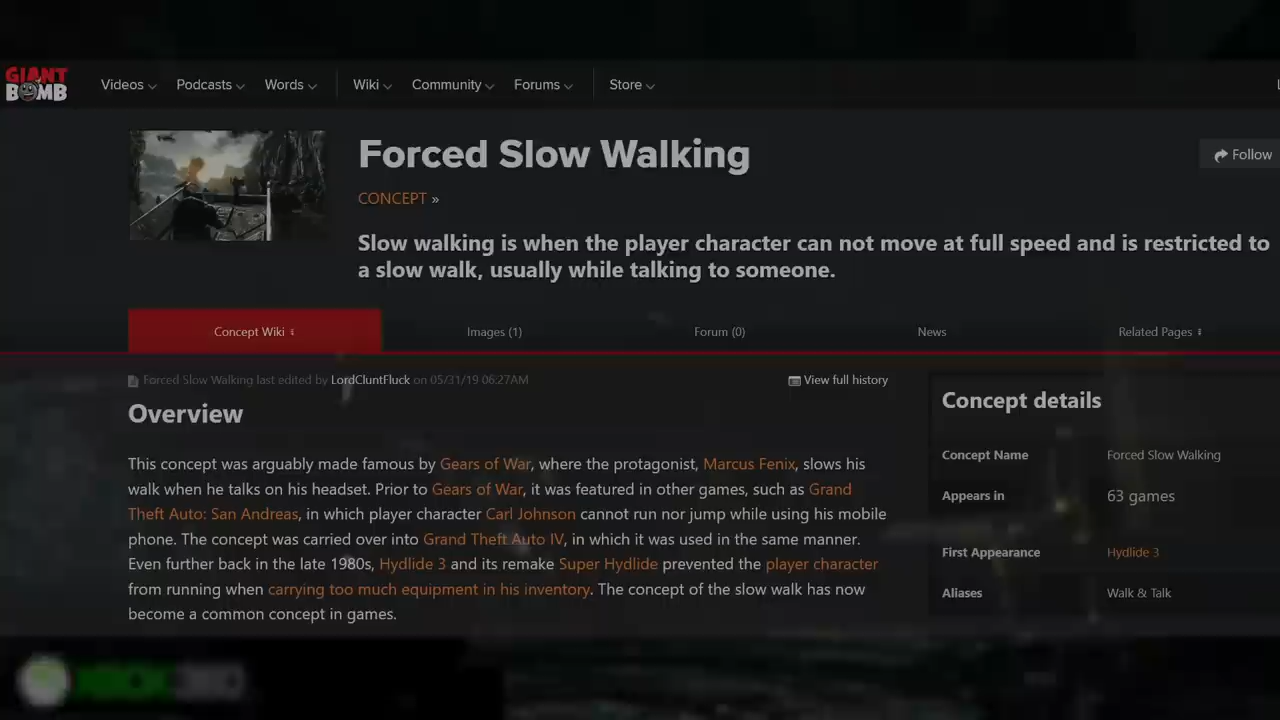 GIANT BOMB
Videos Podcasts Words Wiki Community Forums Store
Forced Slow Walking
Follow
CONCEPT »
Slow walking is when the player character can not move at full speed and is restricted to
a slow walk, usually while talking to someone.
Concept Wiki Images (1) Forum (0) News Related Pages
Forced Slow Walking last edited by LordCluntFluck on 05/31/19 06:27AM View full history
Overview
This concept was arguably made famous by Gears of War, where the protagonist, Marcus Fenix, slows his
walk when he talks on his headset. Prior to Gears of War, it was featured in other games, such as Grand
Theft Auto: San Andreas, in which player character Carl Johnson cannot run nor jump while using his mobile
phone. The concept was carried over into Grand Theft Auto IV, in which it was used in the same manner.
Even further back in the late 1980s, Hydlide 3 and its remake Super Hydlide prevented the player character
from running when carrying too much equipment in his inventory. The concept of the slow walk has now
become a common concept in games.
Concept details
Concept Name Forced Slow Walking
Appears in 63 games
First Appearance Hydlide 3
Aliases Walk & Talk
XBOX 360